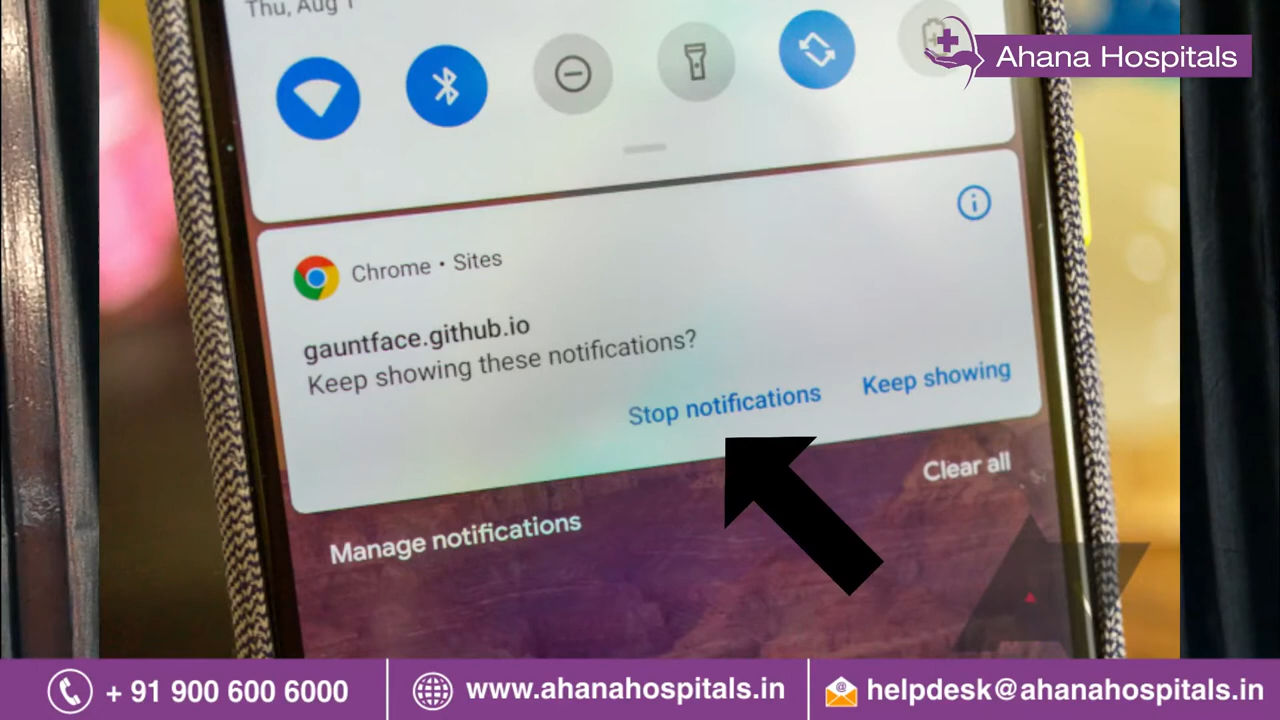 Thu, Aug 1
Ahana Hospitals
Chrome • Sites
gauntface.github.io
Keep showing these notifications?
Stop notifications
Keep showing
Clear all
Manage notifications
+ 91 900 600 6000
www.ahanahospitals.in
helpdesk@ahanahospitals.in